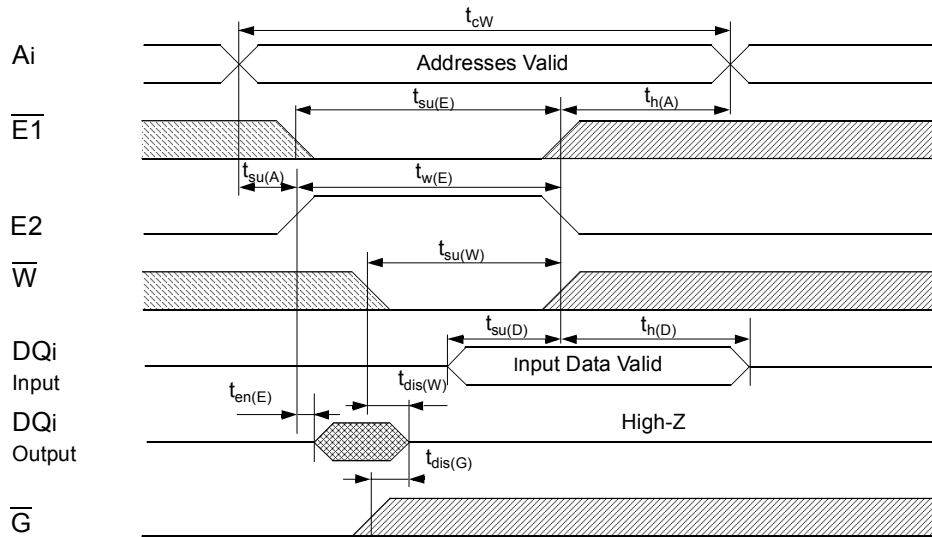 t_cW
Ai
Addresses Valid
t_su(E)
t_h(A)
E1
t_su(A)
t_w(E)
E2
t_su(W)
W
t_su(D)
t_h(D)
DQi
Input
Input Data Valid
t_dis(W)
t_en(E)
DQi
Output
High-Z
t_dis(G)
G